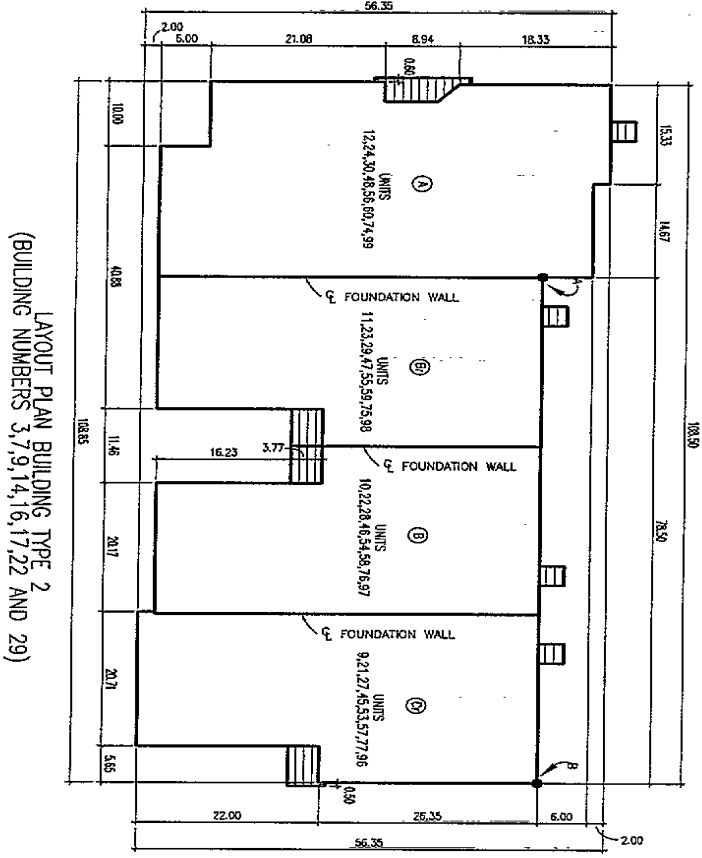 56.35
2.00
5.00
21.08
8.94
18.33
0.60
10.00
40.88
11.46
20.17
20.71
5.65
108.85
15.33
14.67
108.50
78.50
A
UNITS
12,24,30,48,56,60,74,99
A
℄ FOUNDATION WALL
Br
UNITS
11,23,29,47,55,59,75,98
16.23
3.77
℄ FOUNDATION WALL
B
UNITS
10,22,28,46,54,58,76,97
℄ FOUNDATION WALL
UNITS
9,21,27,45,53,57,77,96
B
0.50
22.00
26.35
6.00
2.00
56.35
LAYOUT PLAN BUILDING TYPE 2
(BUILDING NUMBERS 3,7,9,14,16,17,22 AND 29)